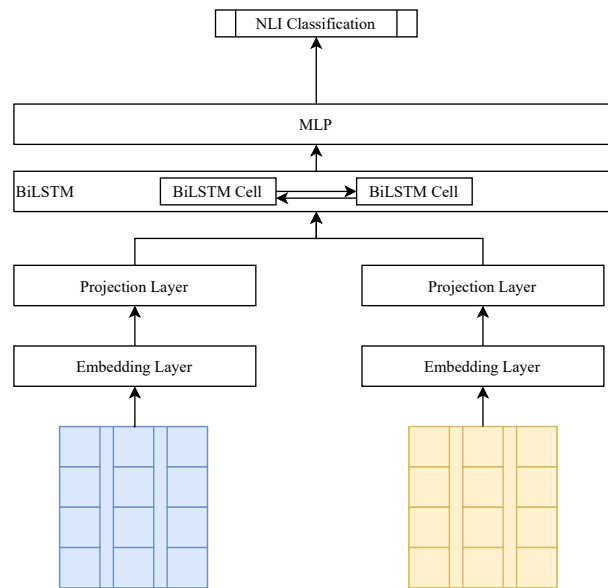 NLI Classification
MLP
BiLSTM
BiLSTM Cell
BiLSTM Cell
Projection Layer
Projection Layer
Embedding Layer
Embedding Layer